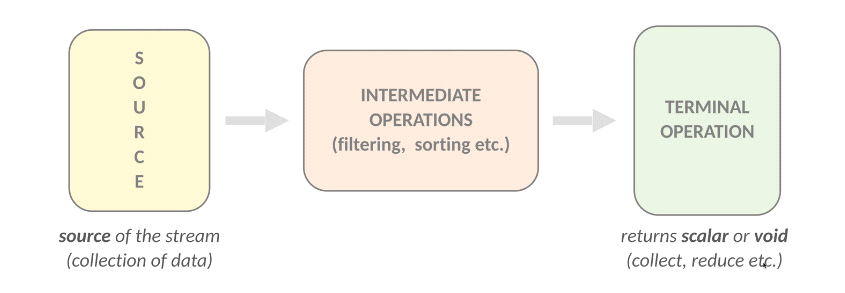 S
O
U
R
C
E
source of the stream
(collection of data)
INTERMEDIATE
OPERATIONS
(filtering, sorting etc.)
TERMINAL
OPERATION
returns scalar or void
(collect, reduce etc.)